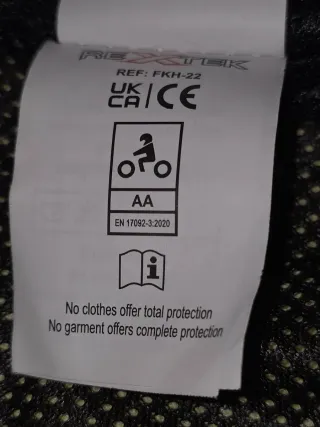 REXTEK
REF: FKH-22
UK
CA | CE
AA
EN 17092-3:2020
i
No clothes offer total protection
No garment offers complete protection